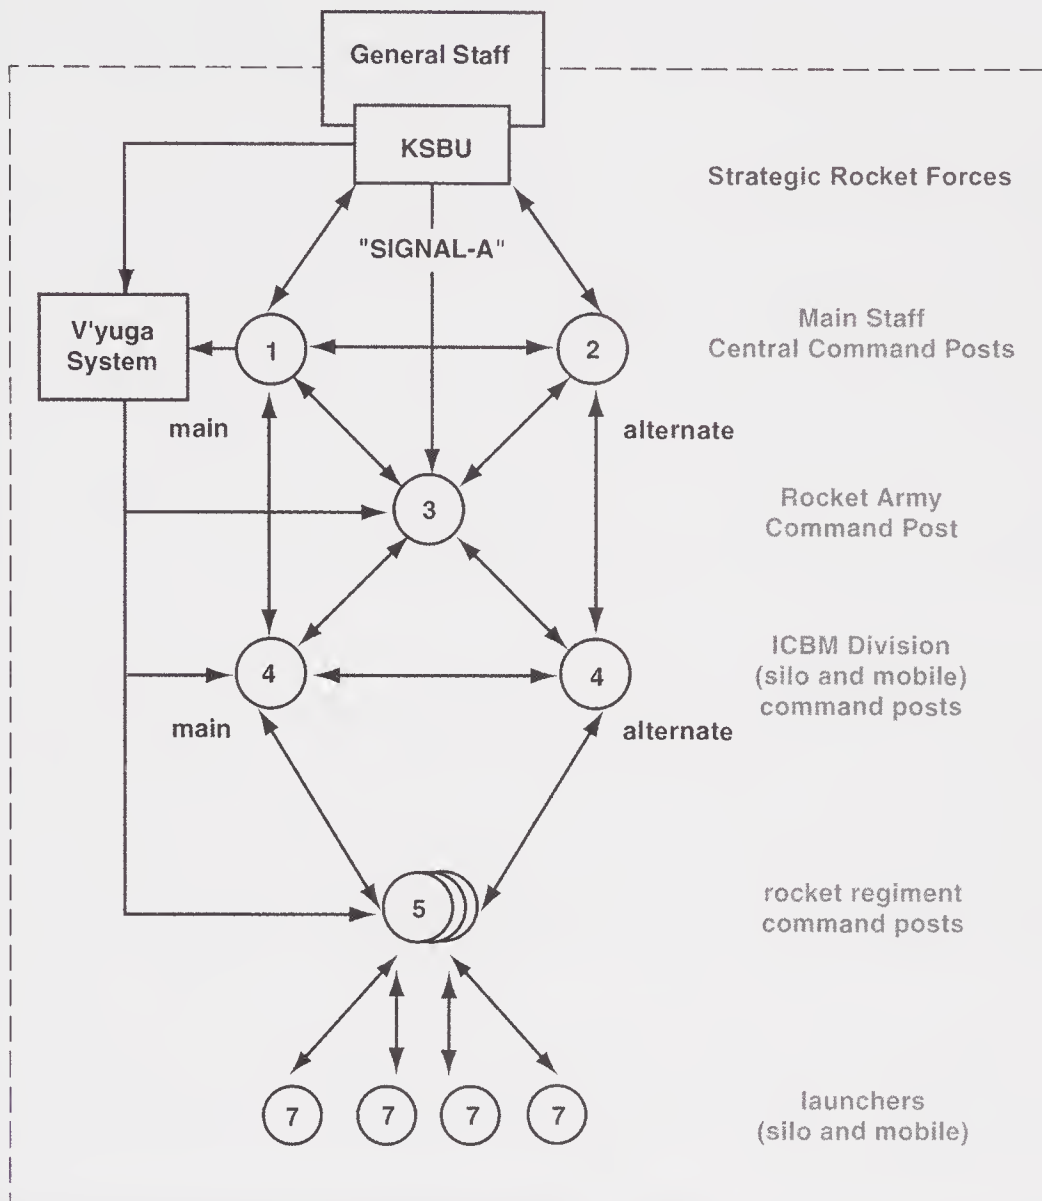 General Staff
KSBU
Strategic Rocket Forces
"SIGNAL-A"
V'yuga
System
1
2
Main Staff
Central Command Posts
main
alternate
3
Rocket Army
Command Post
4
4
ICBM Division
(silo and mobile)
command posts
main
alternate
5
rocket regiment
command posts
7
7
7
7
launchers
(silo and mobile)